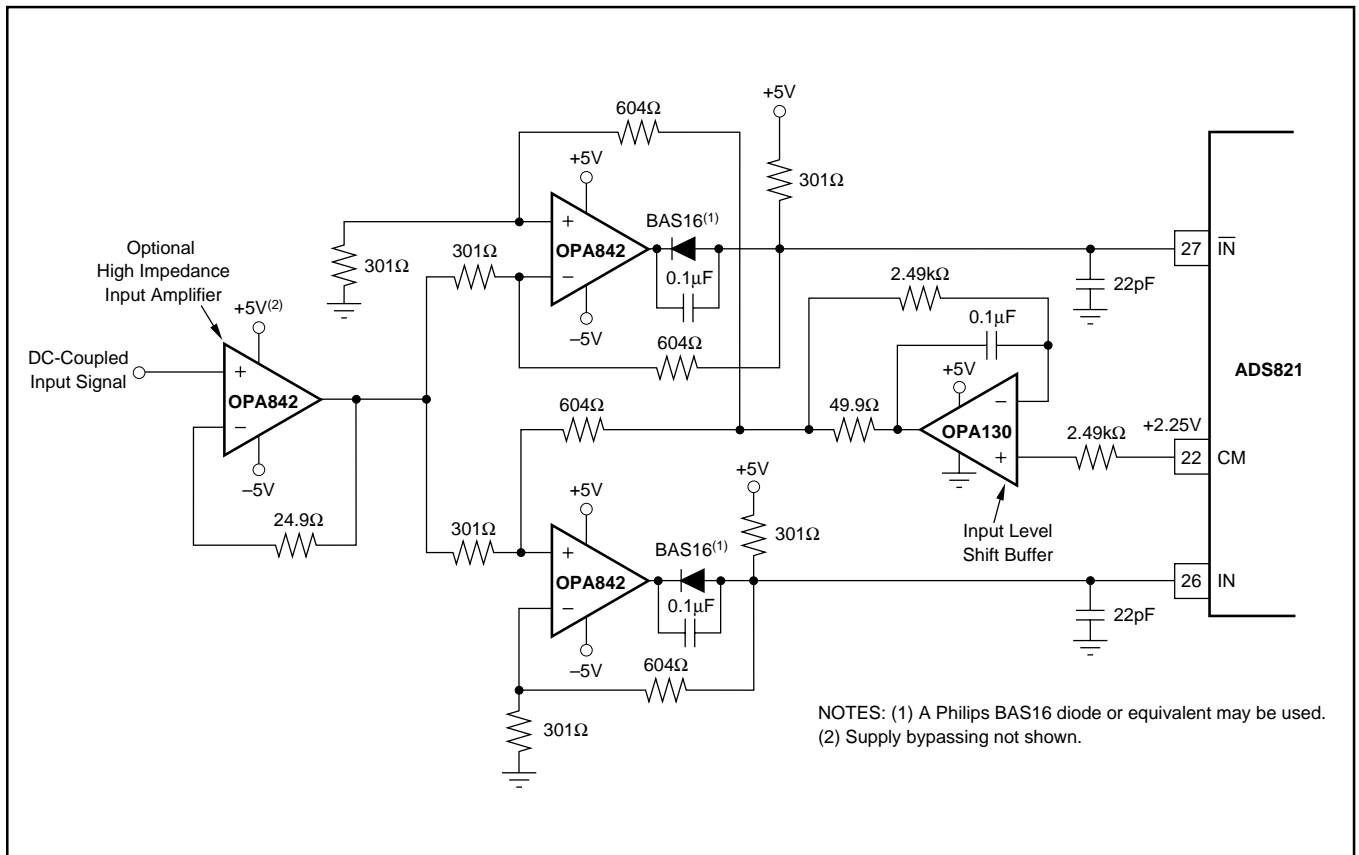 +5V
604Ω
+5V
301Ω
BAS16(1)
Optional
High Impedance
Input Amplifier
301Ω
301Ω
+
OPA842
−
0.1µF
27
IN
2.49kΩ
22pF
+5V(2)
−5V
604Ω
0.1µF
DC-Coupled
Input Signal
+
OPA842
−
+5V
ADS821
604Ω
49.9Ω
−
OPA130
+
2.49kΩ
+2.25V
22
CM
−5V
+5V
+5V
24.9Ω
301Ω
301Ω
Input Level
Shift Buffer
+
OPA842
−
BAS16(1)
0.1µF
26
IN
22pF
−5V
604Ω
301Ω
NOTES: (1) A Philips BAS16 diode or equivalent may be used.
(2) Supply bypassing not shown.